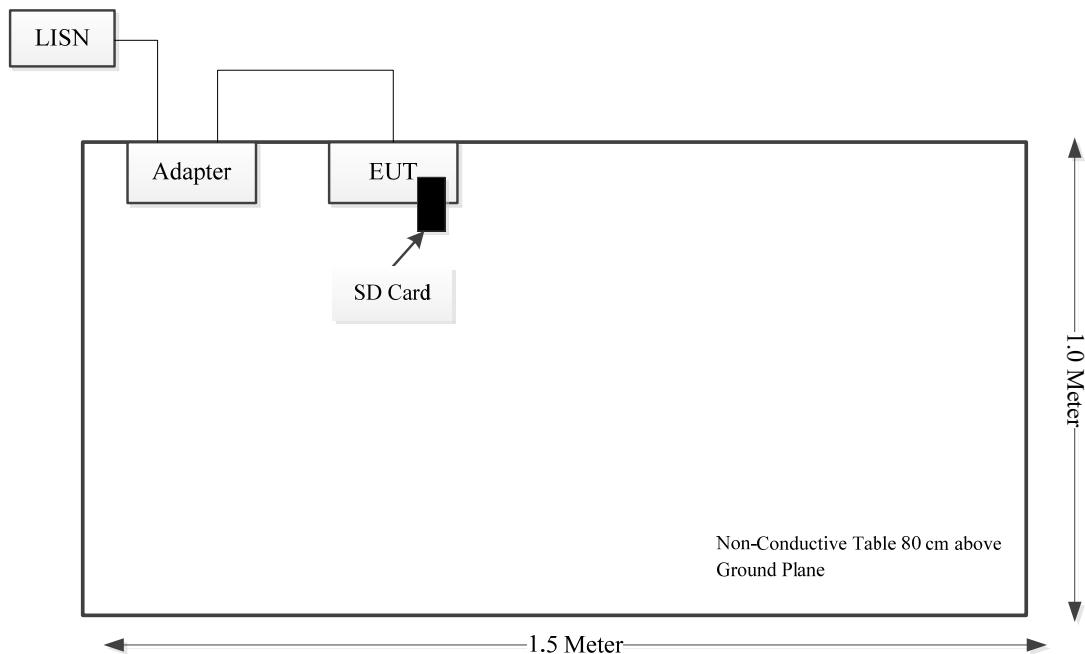 LISN
Adapter
EUT
SD Card
1.0 Meter
Non-Conductive Table 80 cm above
Ground Plane
1.5 Meter